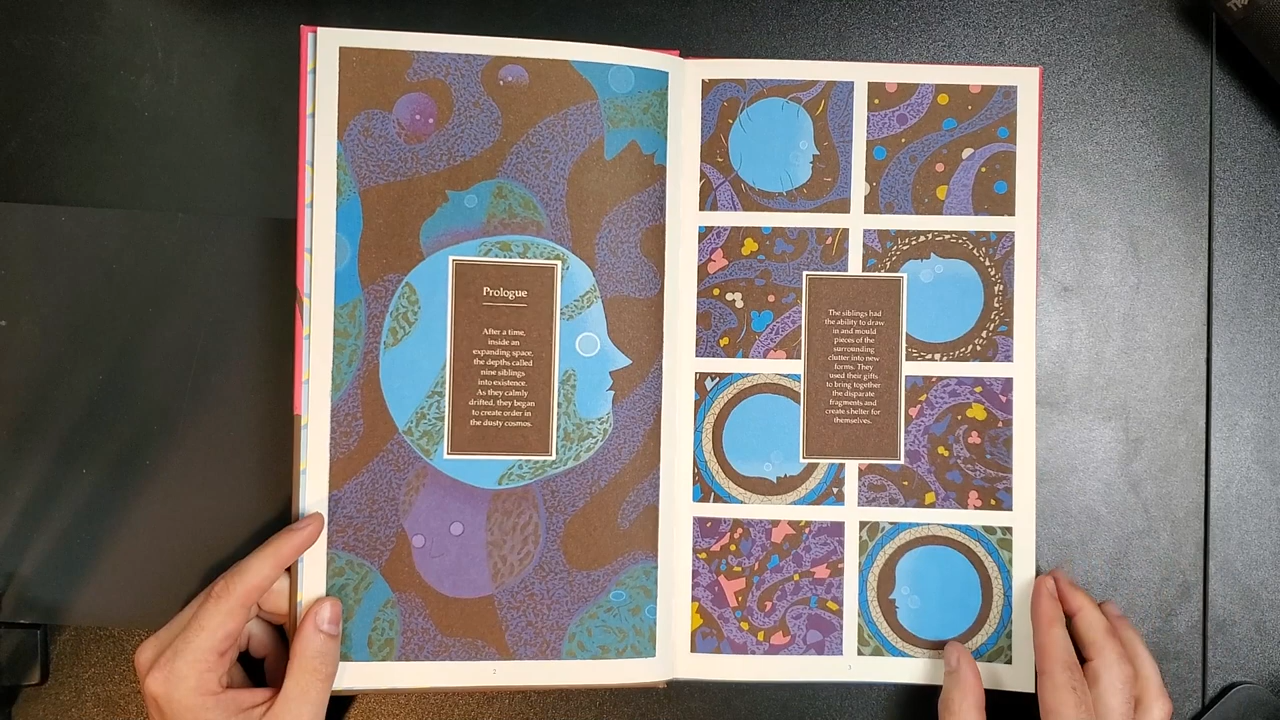 Prologue
After a time,
inside an
expanding space,
the depths called
nine siblings
into existence.
As they calmly
drifted, they began
to create order in
the dusty cosmos.
2
The siblings had
the ability to draw
in and mould
pieces of the
surrounding
clutter into new
forms. They
used their gifts
to bring together
the disparate
fragments and
create shelter for
themselves.
3